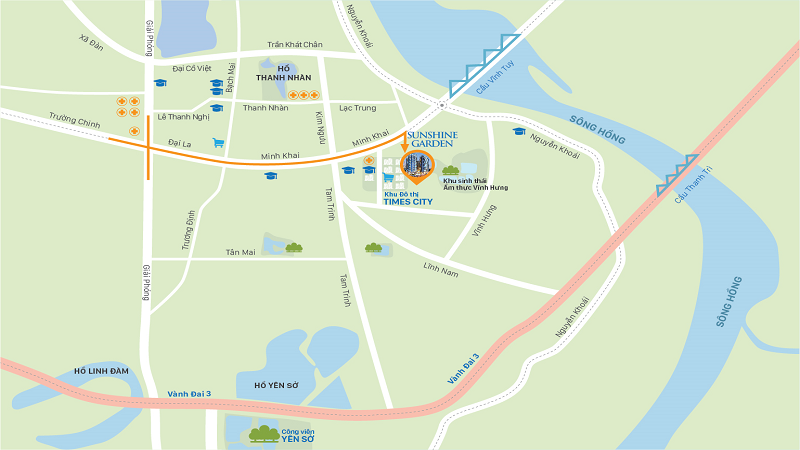 Giải Phóng
Nguyễn Khoái
Xã Đàn
Trần Khát Chân
Đại Cồ Việt
Bạch Mai
HỒ
THANH NHÀN
Cầu Vĩnh Tuy
Thanh Nhàn
Lạc Trung
Kim Ngưu
Lê Thanh Nghị
Trường Chinh
Đại La
Minh Khai
Minh Khai
SUNSHINE
GARDEN
SÔNG HỒNG
Nguyễn Khoái
Khu sinh thái
Ẩm thực Vĩnh Hưng
Cầu Thanh Trì
Khu Đô thị
TIMES CITY
Tam Trinh
Trương Định
Vĩnh Hưng
Tân Mai
Lĩnh Nam
Giải Phóng
Tam Trinh
SÔNG HỒNG
Nguyễn Khoái
HỒ LINH ĐÀM
Vành Đai 3
HỒ YÊN SỞ
Vành Đai 3
Công viên
YÊN SỞ